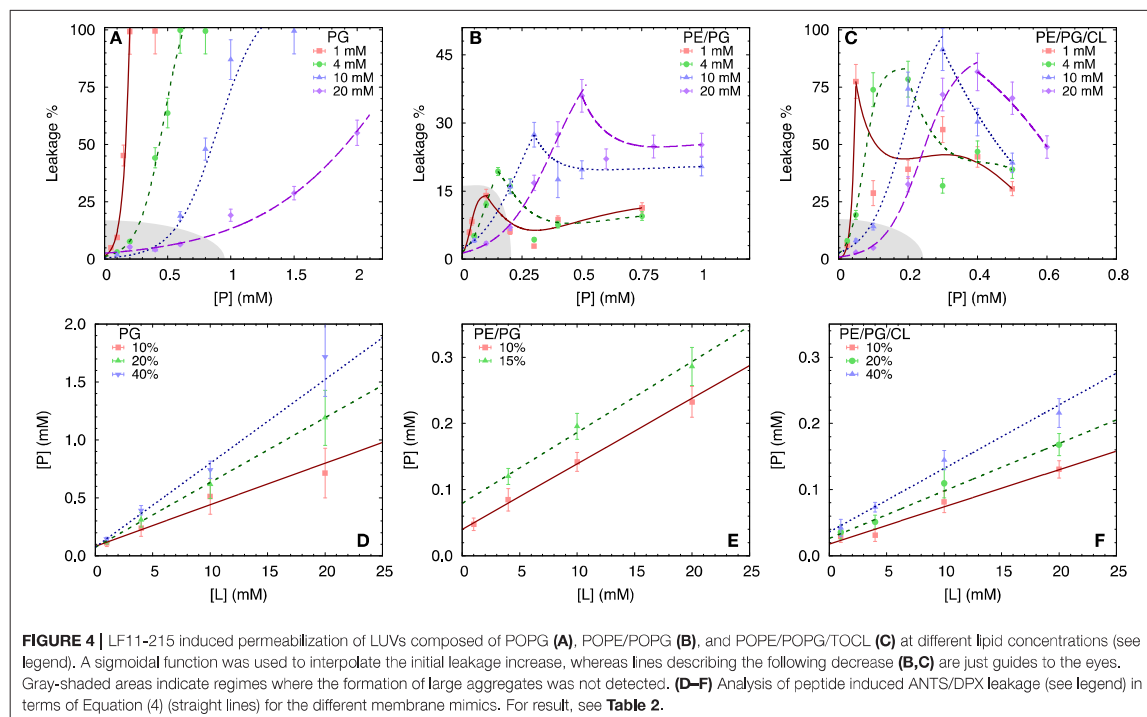 A
PG
1 mM
4 mM
10 mM
20 mM
100
75
50
25
0
Leakage %
0 0.5 1 1.5 2
[P] (mM)
B
PE/PG
1 mM
4 mM
10 mM
20 mM
45
30
15
0
Leakage %
0 0.25 0.5 0.75 1
[P] (mM)
C
PE/PG/CL
1 mM
4 mM
10 mM
20 mM
100
75
50
25
0
Leakage %
0 0.2 0.4 0.6 0.8
[P] (mM)
PG
10%
20%
40%
2.0
1.5
1.0
0.5
0.0
[P] (mM)
D
0 5 10 15 20 25
[L] (mM)
PE/PG
10%
15%
0.3
0.2
0.1
0.0
[P] (mM)
E
0 5 10 15 20 25
[L] (mM)
PE/PG/CL
10%
20%
40%
0.3
0.2
0.1
0.0
[P] (mM)
F
0 5 10 15 20 25
[L] (mM)
FIGURE 4 | LF11-215 induced permeabilization of LUVs composed of POPG (A), POPE/POPG (B), and POPE/POPG/TOCL (C) at different lipid concentrations (see
legend). A sigmoidal function was used to interpolate the initial leakage increase, whereas lines describing the following decrease (B,C) are just guides to the eyes.
Gray-shaded areas indicate regimes where the formation of large aggregates was not detected. (D–F) Analysis of peptide induced ANTS/DPX leakage (see legend) in
terms of Equation (4) (straight lines) for the different membrane mimics. For result, see Table 2.